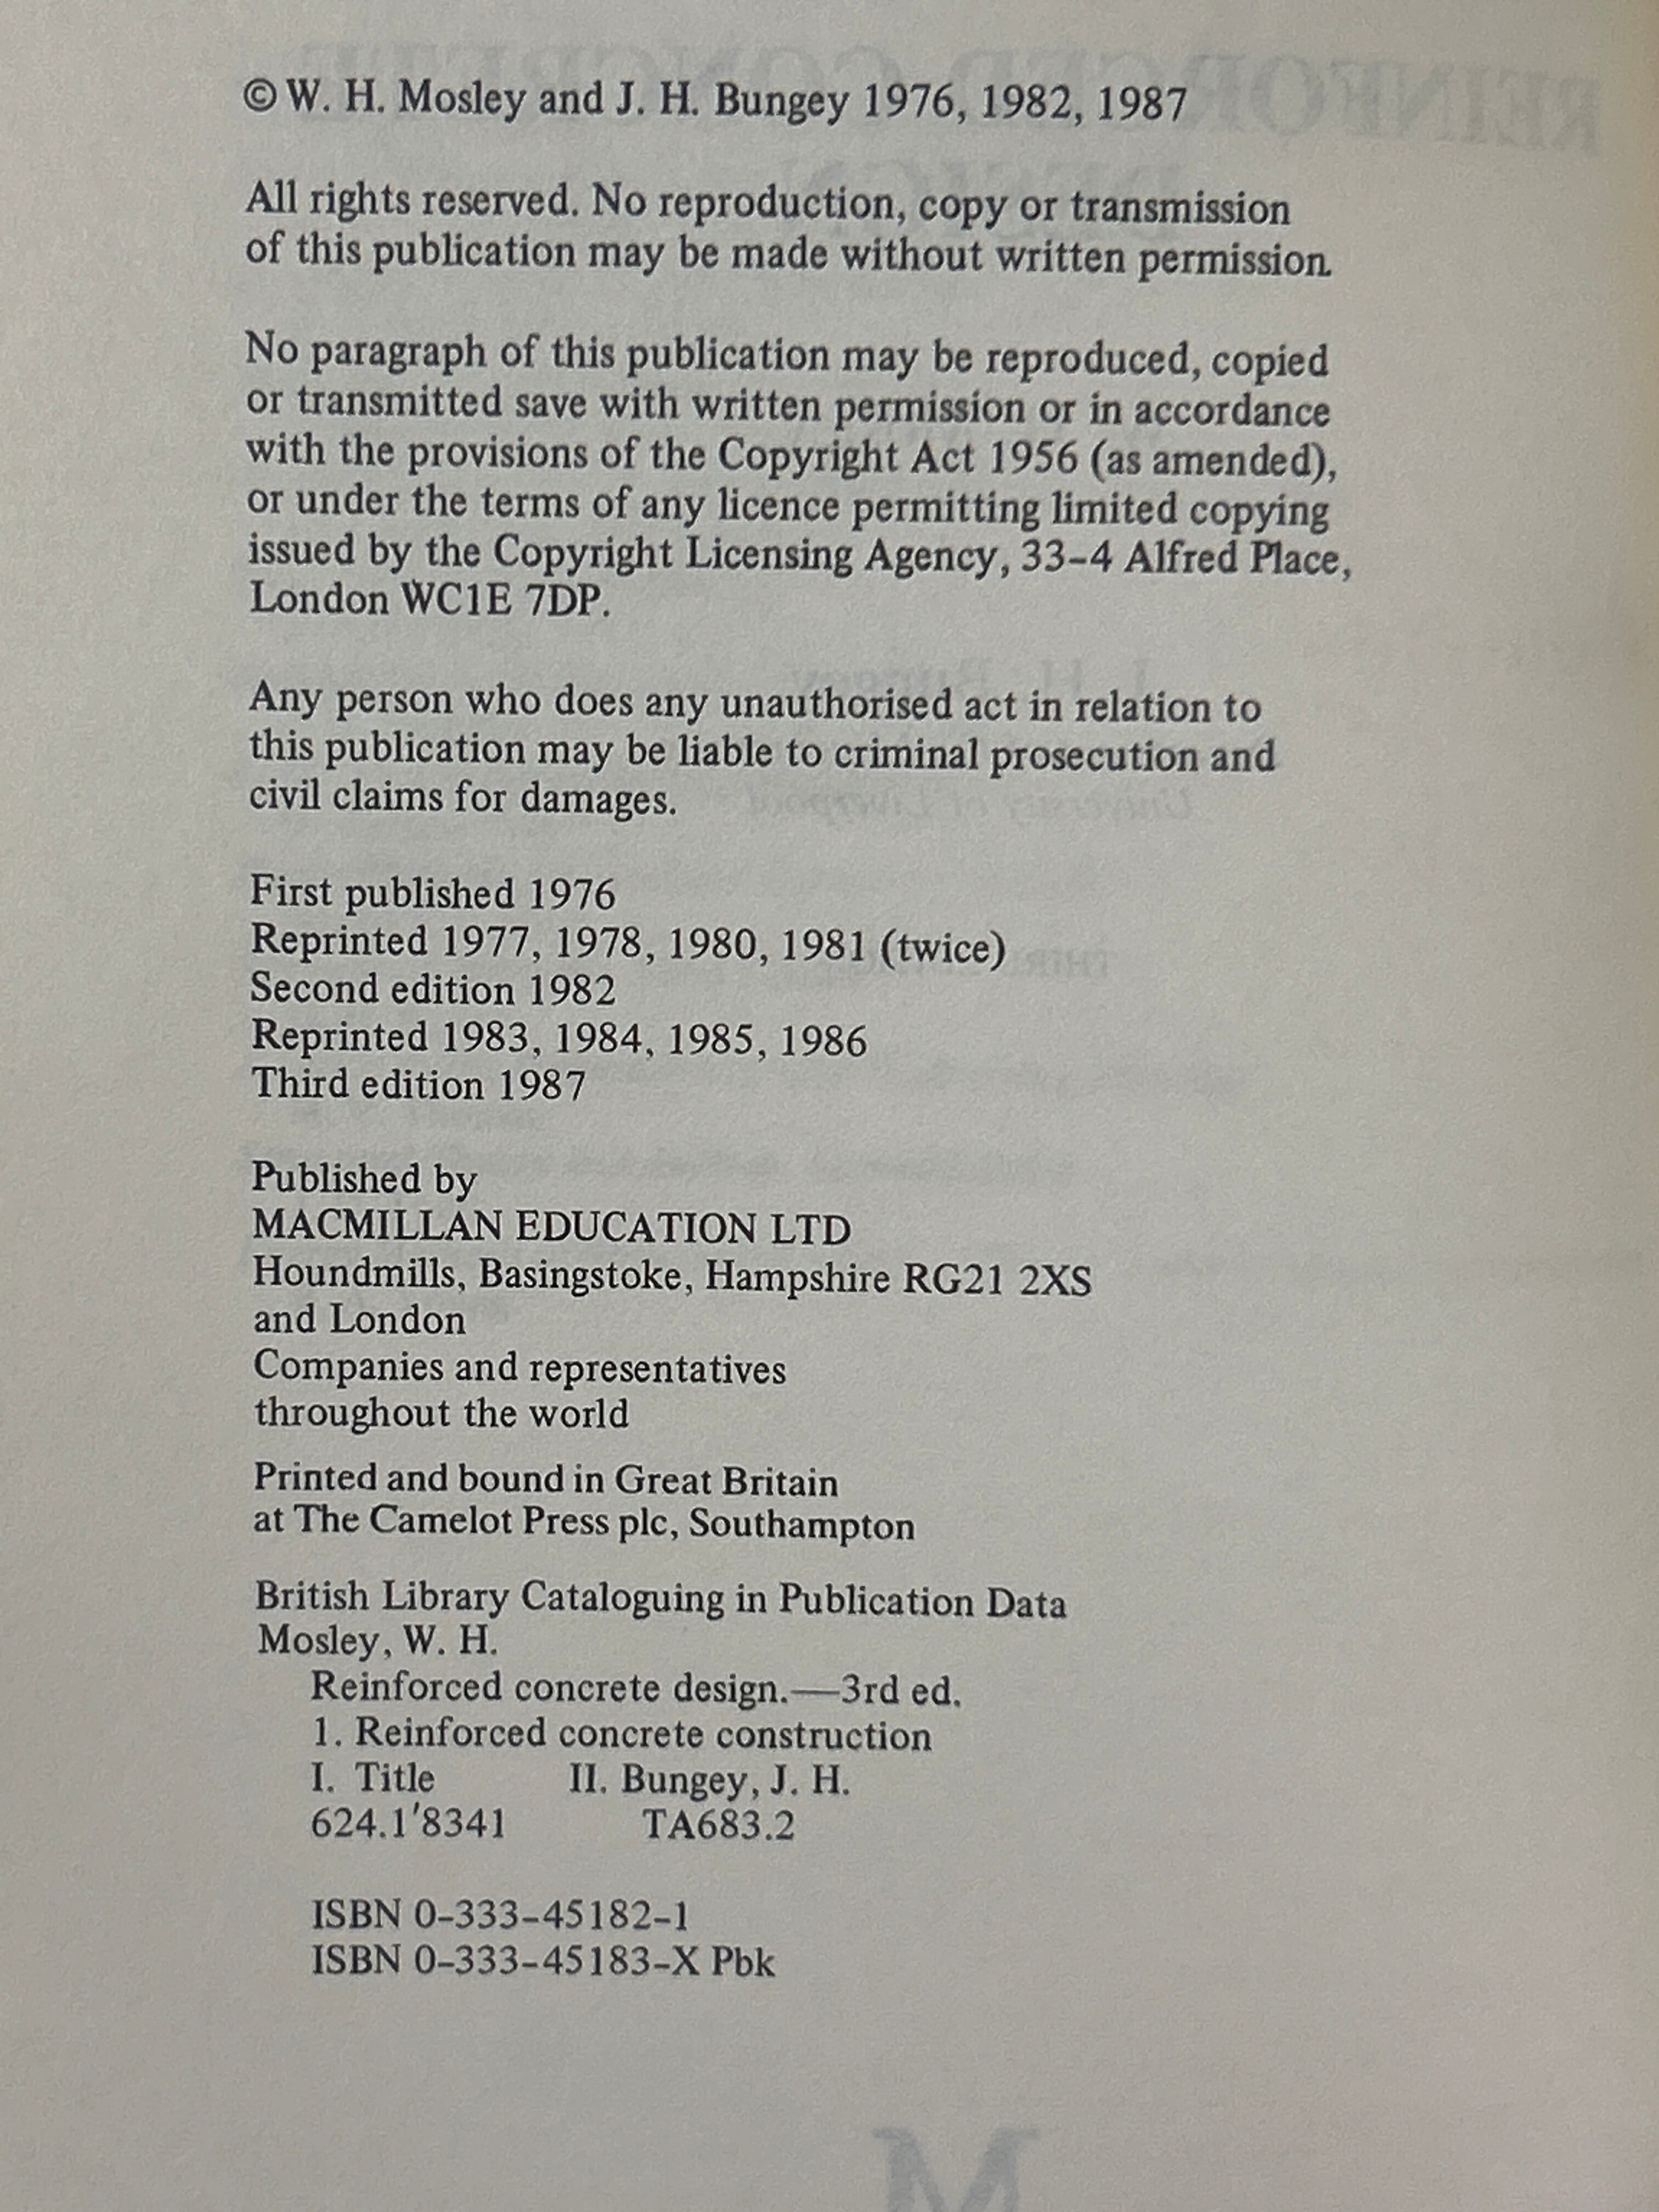 © W. H. Mosley and J. H. Bungey 1976, 1982, 1987
All rights reserved. No reproduction, copy or transmission
of this publication may be made without written permission.
No paragraph of this publication may be reproduced, copied
or transmitted save with written permission or in accordance
with the provisions of the Copyright Act 1956 (as amended),
or under the terms of any licence permitting limited copying
issued by the Copyright Licensing Agency, 33–4 Alfred Place,
London WC1E 7DP.
Any person who does any unauthorised act in relation to
this publication may be liable to criminal prosecution and
civil claims for damages.
First published 1976
Reprinted 1977, 1978, 1980, 1981 (twice)
Second edition 1982
Reprinted 1983, 1984, 1985, 1986
Third edition 1987
Published by
MACMILLAN EDUCATION LTD
Houndmills, Basingstoke, Hampshire RG21 2XS
and London
Companies and representatives
throughout the world
Printed and bound in Great Britain
at The Camelot Press plc, Southampton
British Library Cataloguing in Publication Data
Mosley, W. H.
Reinforced concrete design.—3rd ed.
1. Reinforced concrete construction
I. Title II. Bungey, J. H.
624.1'8341 TA683.2
ISBN 0–333–45182–1
ISBN 0–333–45183–X Pbk